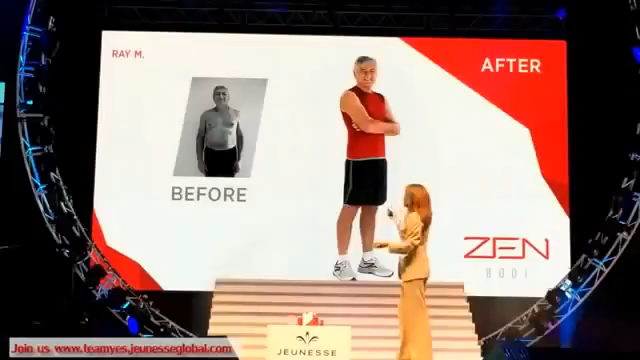 RAY M.
AFTER
BEFORE
ZEN
BODI
JEUNESSE
Join us www.teamyes.jeunesseglobal.com